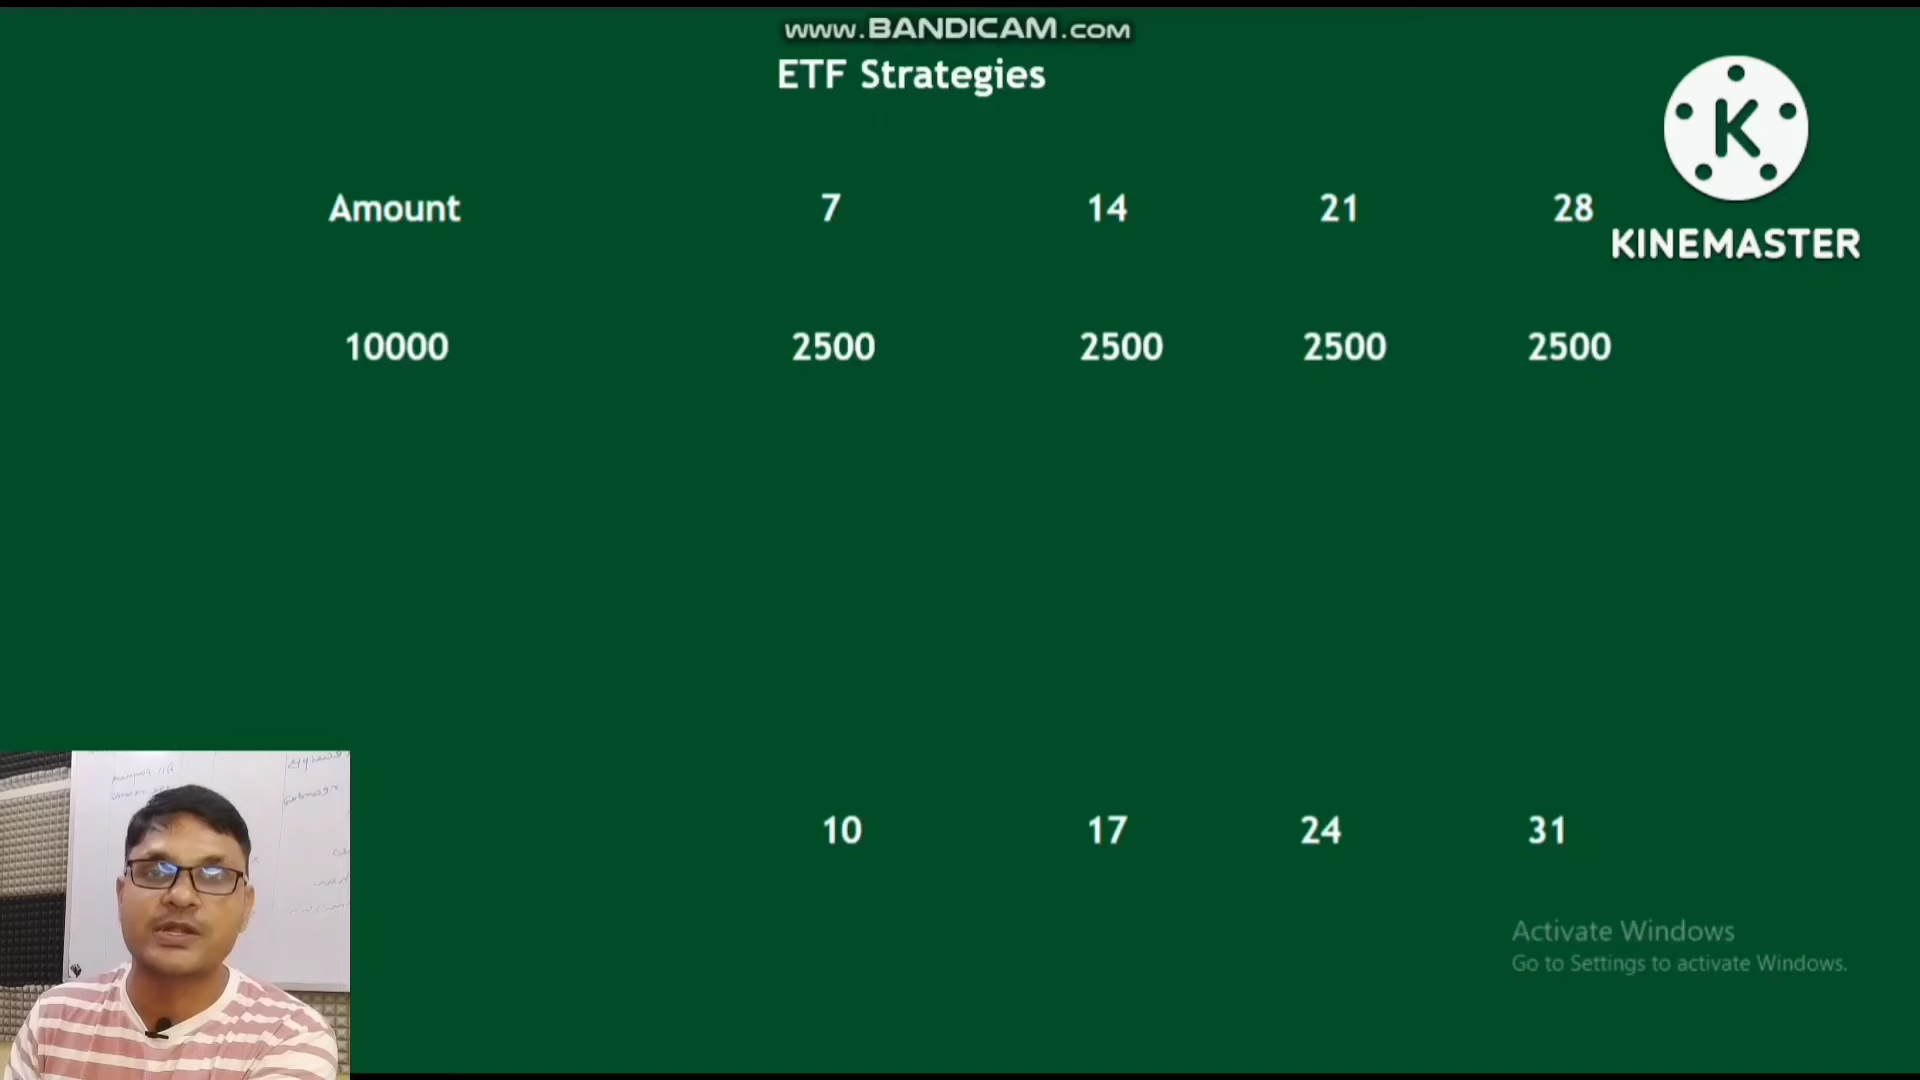 www.BANDICAM.COM
ETF Strategies
Amount 7 14 21 28
KINEMASTER
10000 2500 2500 2500 2500
10 17 24 31
Activate Windows
Go to Settings to activate Windows.